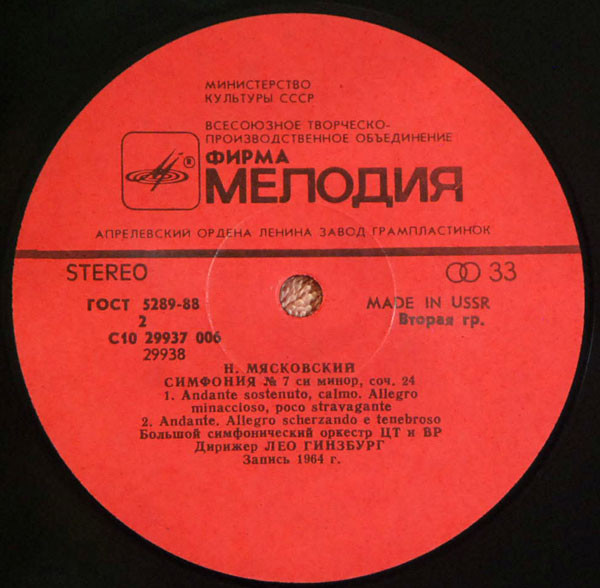 МИНИСТЕРСТВО
КУЛЬТУРЫ СССР
ВСЕСОЮЗНОЕ ТВОРЧЕСКО-
ПРОИЗВОДСТВЕННОЕ ОБЪЕДИНЕНИЕ
® ФИРМА
МЕЛОДИЯ
АПРЕЛЕВСКИЙ ОРДЕНА ЛЕНИНА ЗАВОД ГРАМПЛАСТИНОК
STEREO
33
ГОСТ 5289-88
MADE IN USSR
2
Вторая гр.
С10 29937 006
29938
Н. МЯСКОВСКИЙ
СИМФОНИЯ № 7 си минор, соч. 24
1. Andante sostenuto, calmo. Allegro
minaccioso, poco stravagante
2. Andante. Allegro scherzando e tenebroso
Большой симфонический оркестр ЦТ и ВР
Дирижер ЛЕО ГИНЗБУРГ
Запись 1964 г.